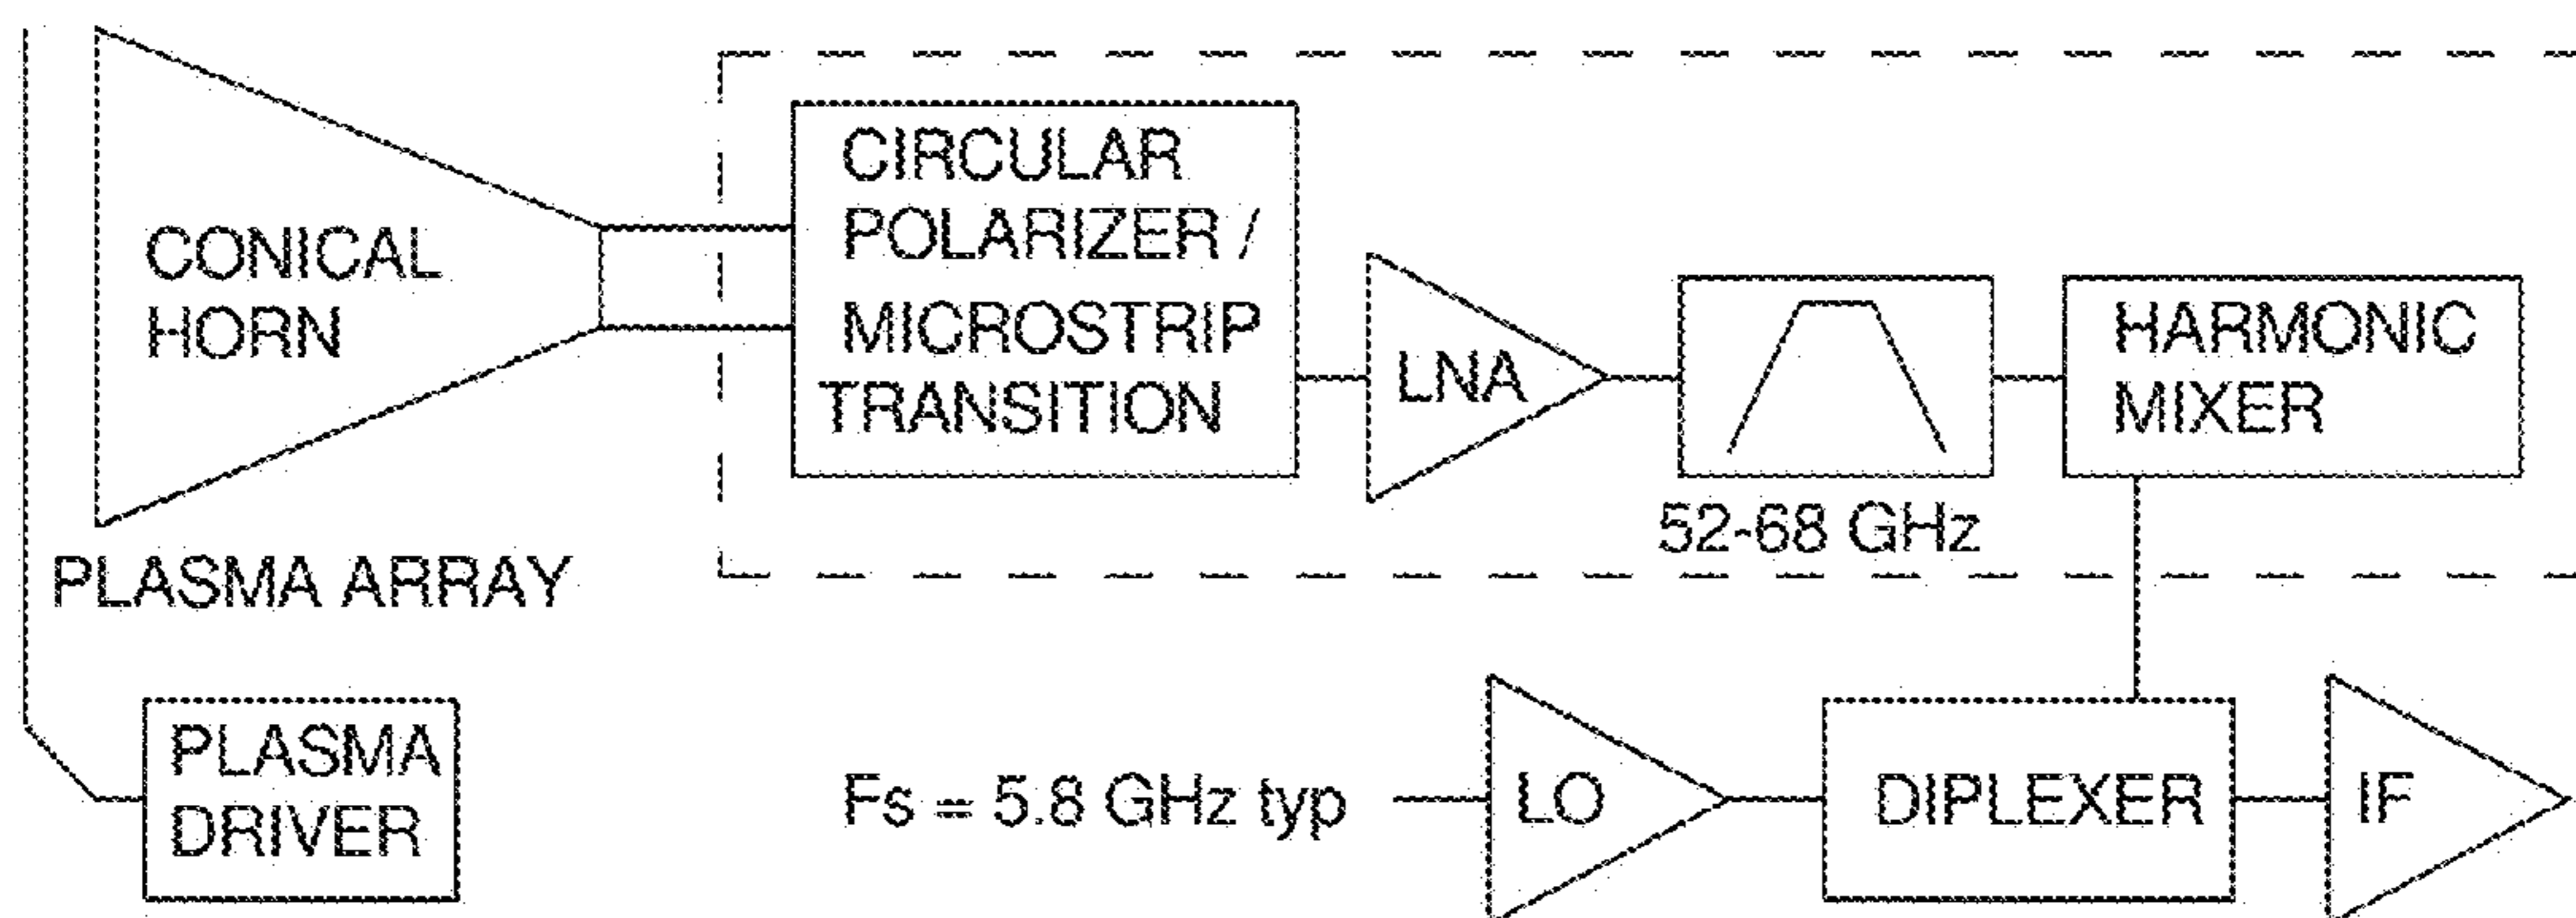 CONICAL
HORN
CIRCULAR
POLARIZER /
MICROSTRIP
TRANSITION
LNA
52-68 GHz
HARMONIC
MIXER
PLASMA ARRAY
PLASMA
DRIVER
Fs = 5.8 GHz typ
LO
DIPLEXER
IF